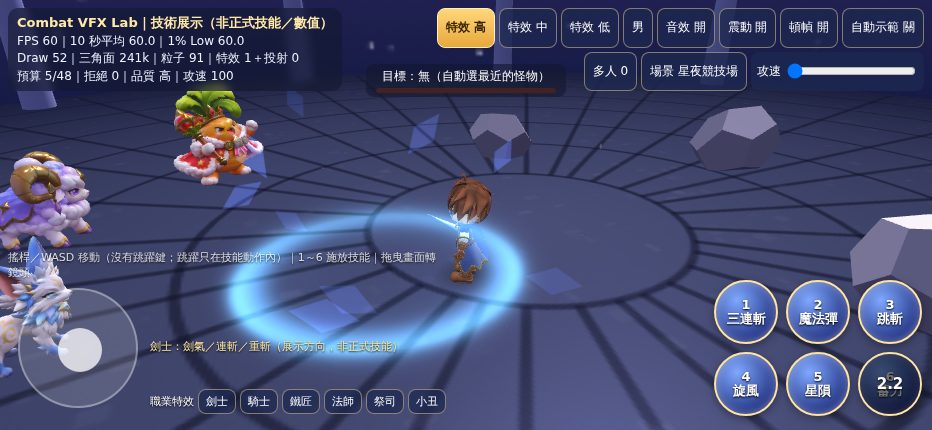 Combat VFX Lab｜技術展示（非正式技能／數值）
FPS 60｜10 秒平均 60.0｜1% Low 60.0
Draw 52｜三角面 241k｜粒子 91｜特效 1＋投射 0
預算 5/48｜拒絕 0｜品質 高｜攻速 100
特效 高
特效 中
特效 低
男
音效 開
震動 開
頓幀 開
自動示範 關
目標：無（自動選最近的怪物）
多人 0
場景 星夜競技場
攻速
搖桿／WASD 移動（沒有跳躍鍵；跳躍只在技能動作內）｜1~6 施放技能｜拖曳畫面轉
鏡頭
劍士：劍氣／連斬／重斬（展示方向，非正式技能）
職業特效
劍士
騎士
鐵匠
法師
祭司
小丑
1
三連斬
2
魔法彈
3
跳斬
4
旋風
5
星隕
6
2.2